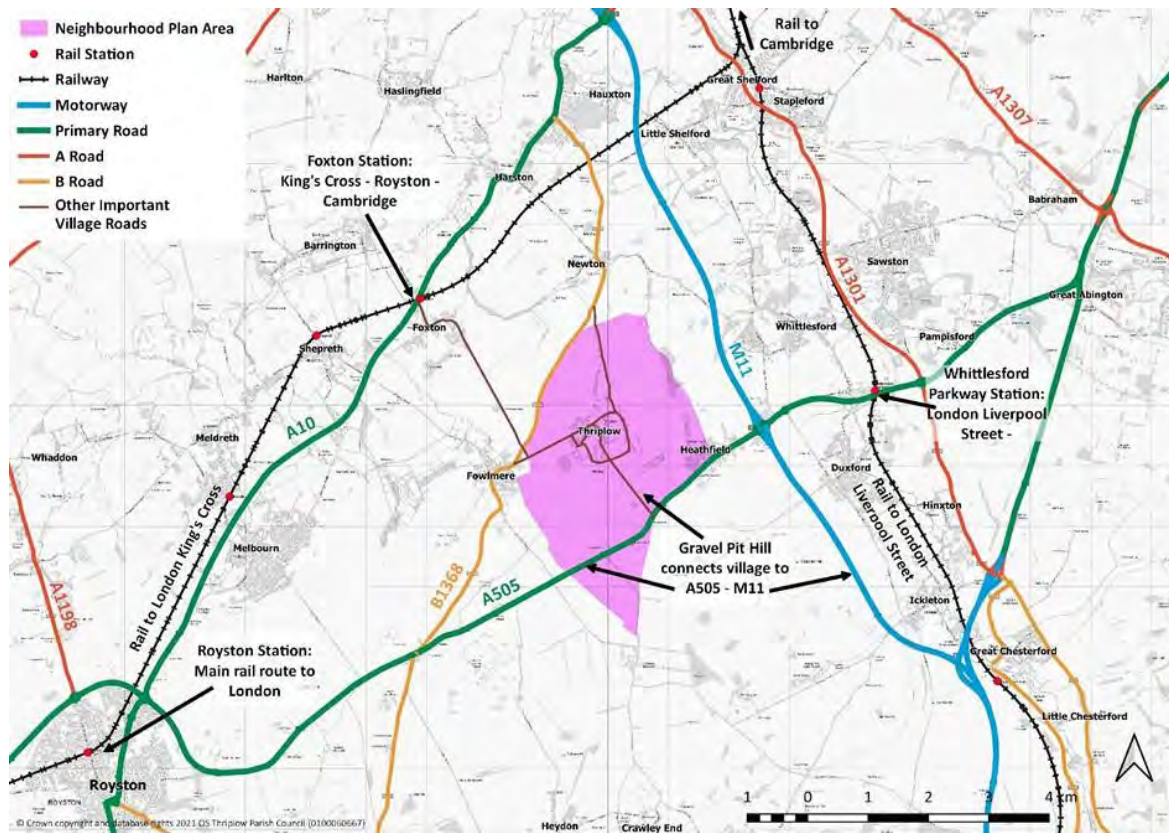 Neighbourhood Plan Area
Rail Station
Railway
Motorway
Primary Road
A Road
B Road
Other Important
Village Roads
Rail to
Cambridge
Harlton
Haslingfield
Hauxton
Great Shelford
Stapleford
Little Shelford
A1307
Foxton Station:
King's Cross - Royston -
Cambridge
Harston
Babraham
Barrington
Newton
Sawston
A1301
Great Abington
Foxton
Whittlesford
Pampisford
Shepreth
M11
Whittlesford
Parkway Station:
London Liverpool
Street -
A10
Meldreth
Thriplow
Heathfield
Whaddon
Fowlmere
Duxford
Rail to London
Liverpool Street
Hinxton
Rail to London King's Cross
Melbourn
Gravel Pit Hill
connects village to
A505 - M11
A1198
B1368
A505
Ickleton
Royston Station:
Main rail route to
London
Great Chesterford
Little Chesterford
Royston
ROYSTON
1 0 1 2 3 4 km
© Crown copyright and database rights 2021 OS Thriplow Parish Council (0100060667)
Heydon
Crawley End